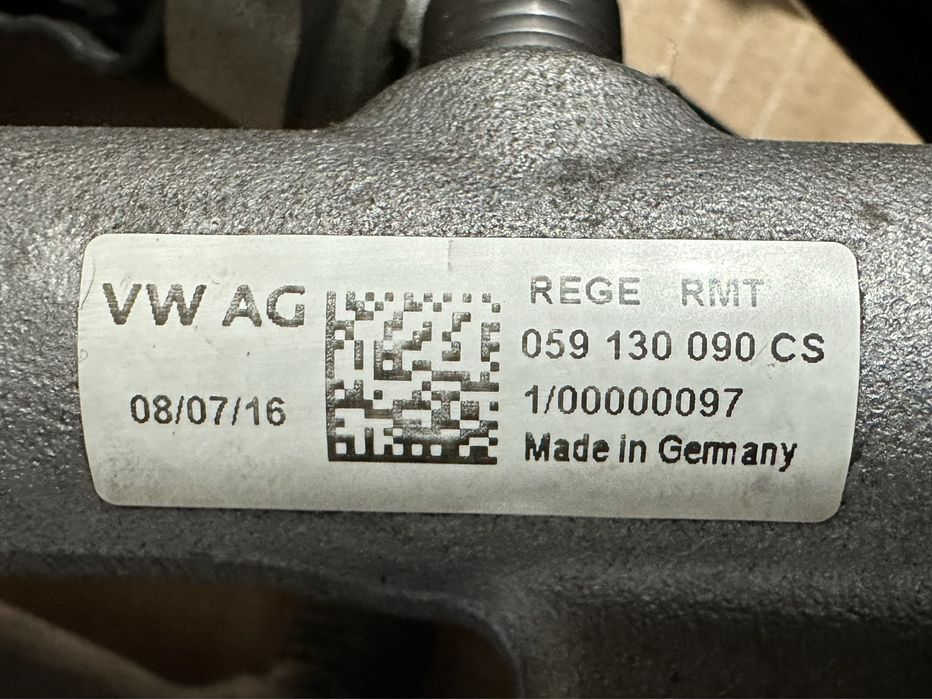 VW AG
08/07/16
REGE RMT
059 130 090 CS
1/00000097
Made in Germany